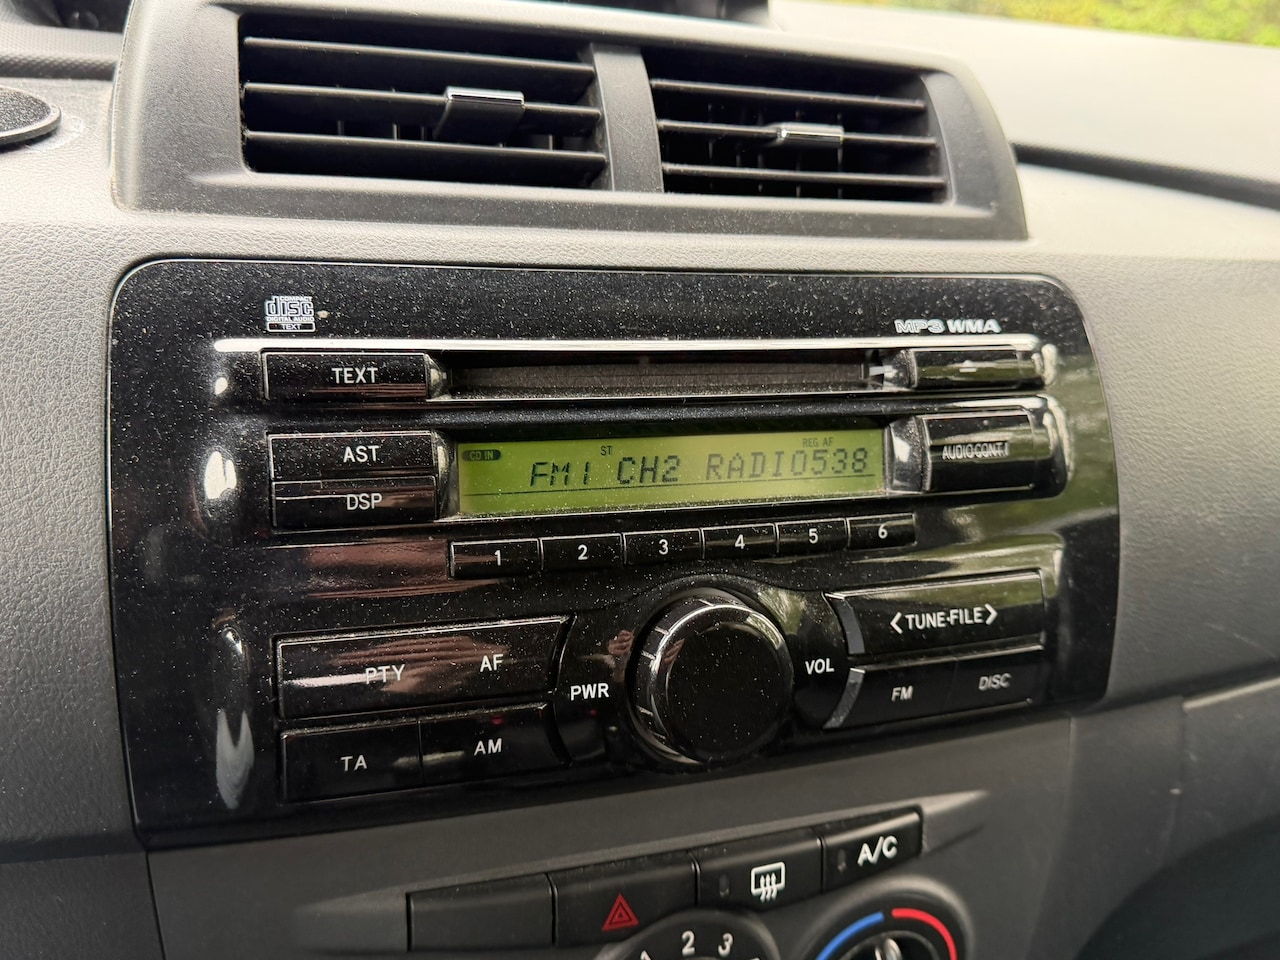 COMPACT
disc
DIGITAL AUDIO
TEXT
MP3 WMA
TEXT
AST
DSP
CD IN
ST
REG AF
FM1 CH2 RADIO538
AUDIO CONT.
1 2 3 4 5 6
PTY AF
TA AM
PWR
VOL
<TUNE•FILE>
FM DISC
A/C
2 3